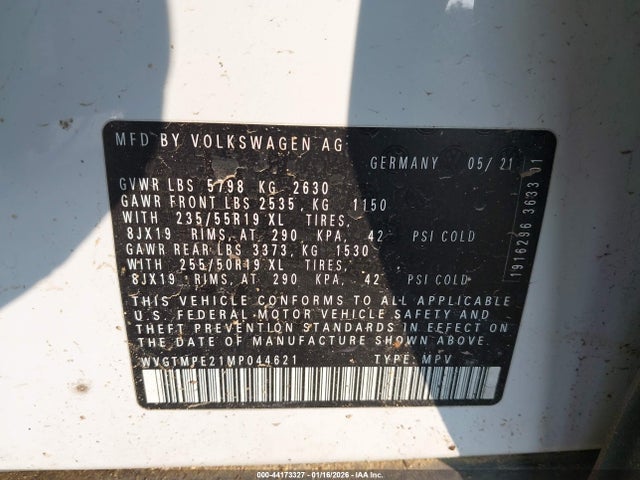 MFD BY VOLKSWAGEN AG
GERMANY 05/21
GVWR LBS 5798 KG 2630
GAWR FRONT LBS 2535, KG 1150
WITH 235/55R19 XL TIRES,
8JX19 RIMS, AT 290 KPA, 42 PSI COLD
GAWR REAR LBS 3373, KG 1530
WITH 255/50R19 XL TIRES,
8JX19 RIMS, AT 290 KPA, 42 PSI COLD
THIS VEHICLE CONFORMS TO ALL APPLICABLE
U.S. FEDERAL MOTOR VEHICLE SAFETY AND
THEFT PREVENTION STANDARDS IN EFFECT ON
THE DATE OF MANUFACTURE SHOWN ABOVE.
WVGTMPE21MP044621 TYPE: MPV
1916296 3633 01
000-44173327 - 01/16/2026 - IAA Inc. (IAA)